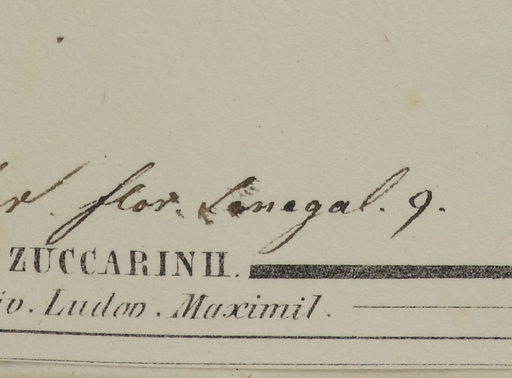 flor. Senegal. 9.
ZUCCARINII.
Ludov. Maximil.